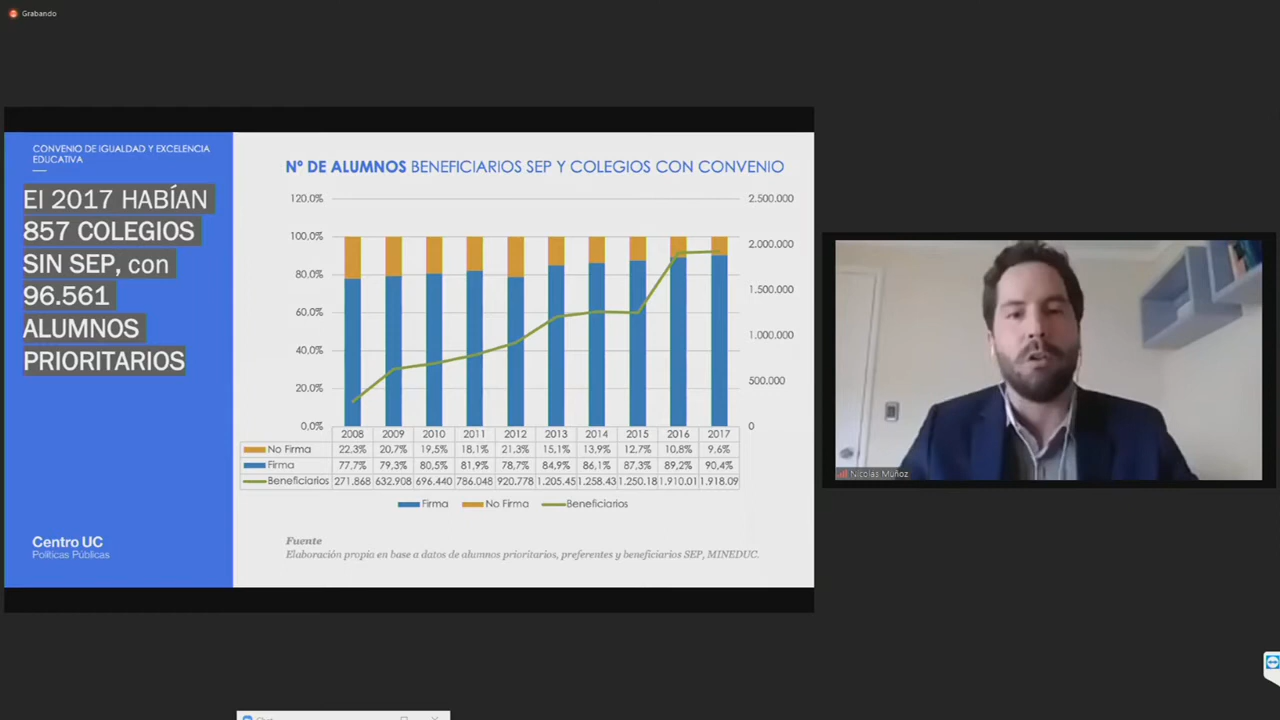 Grabando
CONVENIO DE IGUALDAD Y EXCELENCIA
EDUCATIVA
El 2017 HABÍAN
857 COLEGIOS
SIN SEP, con
96.561
ALUMNOS
PRIORITARIOS
Centro UC
Políticas Públicas
Nº DE ALUMNOS BENEFICIARIOS SEP Y COLEGIOS CON CONVENIO
120.0% 2.500.000
100.0% 2.000.000
80.0% 1.500.000
60.0% 1.000.000
40.0% 500.000
20.0%
0.0% 0
2008 2009 2010 2011 2012 2013 2014 2015 2016 2017
No Firma 22,3% 20,7% 19,5% 18,1% 21,3% 15,1% 13,9% 12,7% 10,8% 9,6%
Firma 77,7% 79,3% 80,5% 81,9% 78,7% 84,9% 86,1% 87,3% 89,2% 90,4%
Beneficiarios 271.868 632.908 696.440 786.048 920.778 1.205.45 1.258.43 1.250.18 1.910.01 1.918.09
Firma No Firma Beneficiarios
Fuente
Elaboración propia en base a datos de alumnos prioritarios, preferentes y beneficiarios SEP, MINEDUC.
Nicolas Muñoz